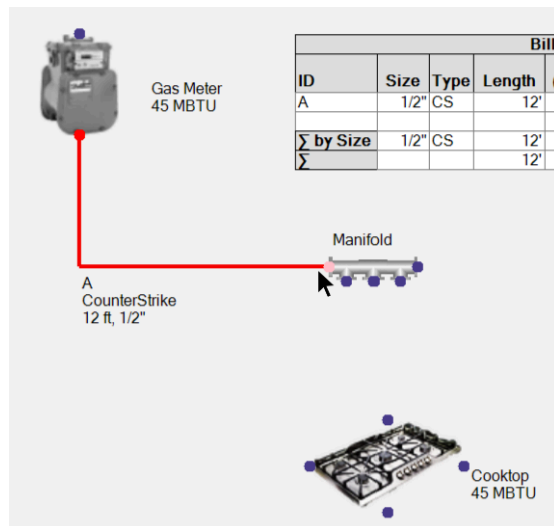 Gas Meter
45 MBTU
Bill
ID Size Type Length
A 1/2" CS 12'
∑ by Size 1/2" CS 12'
∑ 12'
Manifold
A
CounterStrike
12 ft, 1/2"
Cooktop
45 MBTU